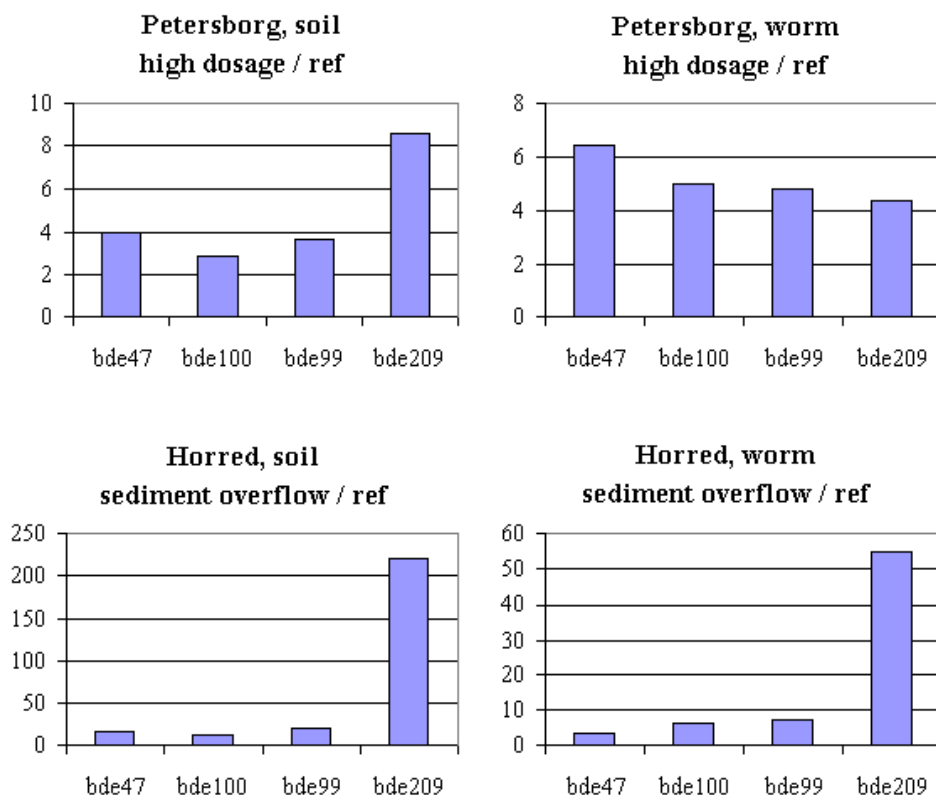 Petersborg, soil
high dosage / ref
10
8
6
4
2
0
bde47 bde100 bde99 bde209
Petersborg, worm
high dosage / ref
8
6
4
2
0
bde47 bde100 bde99 bde209
Horred, soil
sediment overflow / ref
250
200
150
100
50
0
bde47 bde100 bde99 bde209
Horred, worm
sediment overflow / ref
60
50
40
30
20
10
0
bde47 bde100 bde99 bde209